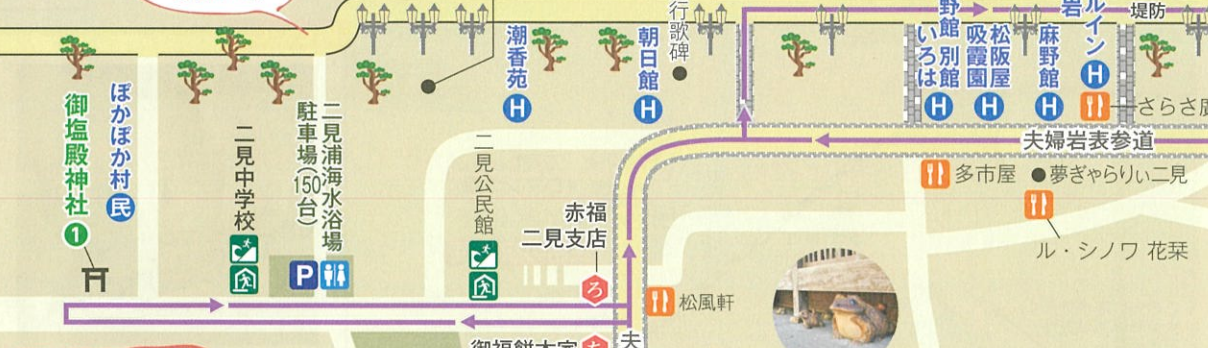 行歌碑
堤防
潮香苑
H
朝日館
H
別館
いろは
H
吸霞園
松阪屋
H
麻野館
H
ルイン
岩
H
さらさ
夫婦岩表参道
ぽかぽか村
民
御塩殿神社
1
二見中学校
二見浦海水浴場
駐車場(150台)
P
二見公民館
赤福
二見支店
ろ
松風軒
多市屋
夢ぎゃらりぃ二見
ル・シノワ 花栞
夫